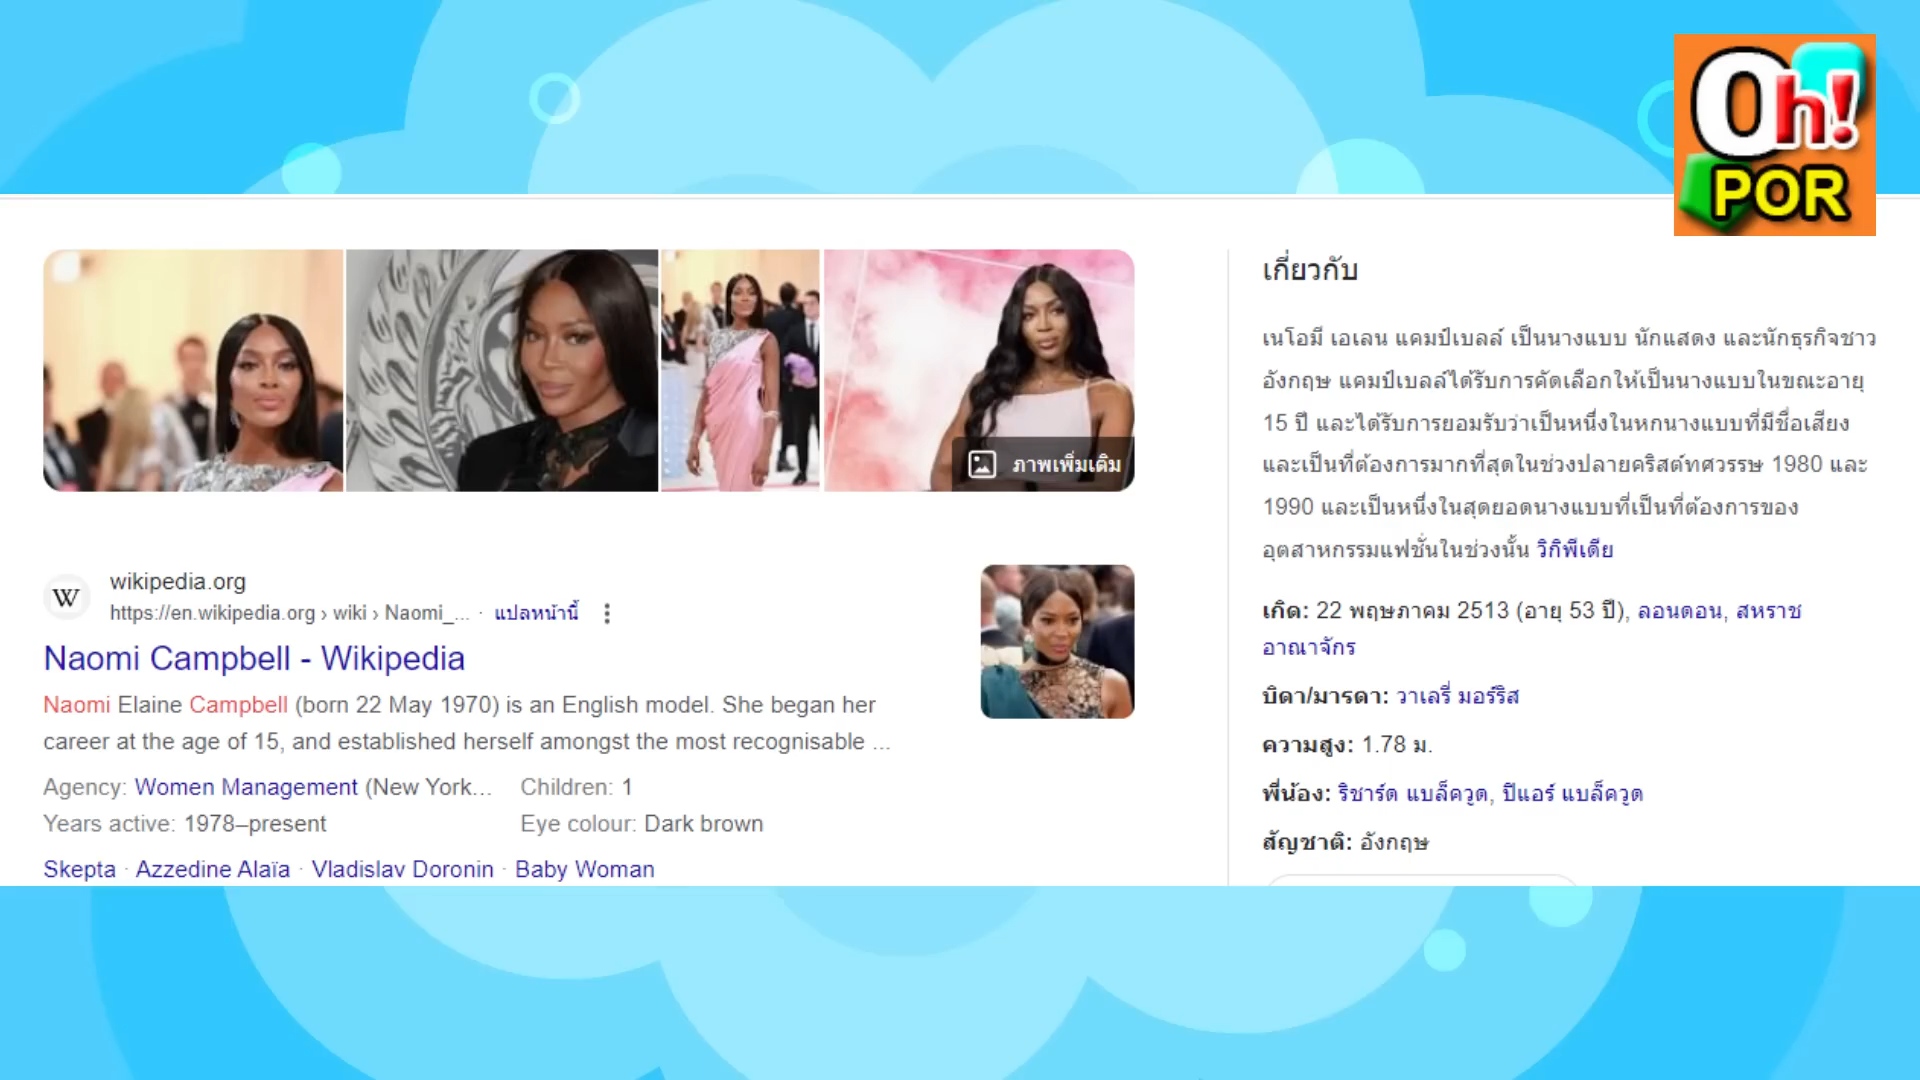 Oh!
POR
ภาพเพิ่มเติม
wikipedia.org
https://en.wikipedia.org › wiki › Naomi_... · แปลหน้านี้
Naomi Campbell - Wikipedia
Naomi Elaine Campbell (born 22 May 1970) is an English model. She began her
career at the age of 15, and established herself amongst the most recognisable ...
Agency: Women Management (New York... Children: 1
Years active: 1978–present Eye colour: Dark brown
Skepta · Azzedine Alaïa · Vladislav Doronin · Baby Woman
เกี่ยวกับ
เนโอมี เอเลน แคมป์เบลล์ เป็นนางแบบ นักแสดง และนักธุรกิจชาว
อังกฤษ แคมป์เบลล์ได้รับการคัดเลือกให้เป็นนางแบบในขณะอายุ
15 ปี และได้รับการยอมรับว่าเป็นหนึ่งในหกนางแบบที่มีชื่อเสียง
และเป็นที่ต้องการมากที่สุดในช่วงปลายคริสต์ทศวรรษ 1980 และ
1990 และเป็นหนึ่งในสุดยอดนางแบบที่เป็นที่ต้องการของ
อุตสาหกรรมแฟชั่นในช่วงนั้น วิกิพีเดีย
เกิด: 22 พฤษภาคม 2513 (อายุ 53 ปี), ลอนดอน, สหราช
อาณาจักร
บิดา/มารดา: วาเลรี่ มอร์ริส
ความสูง: 1.78 ม.
พี่น้อง: ริชาร์ด แบล็ควูด, ปิแอร์ แบล็ควูด
สัญชาติ: อังกฤษ